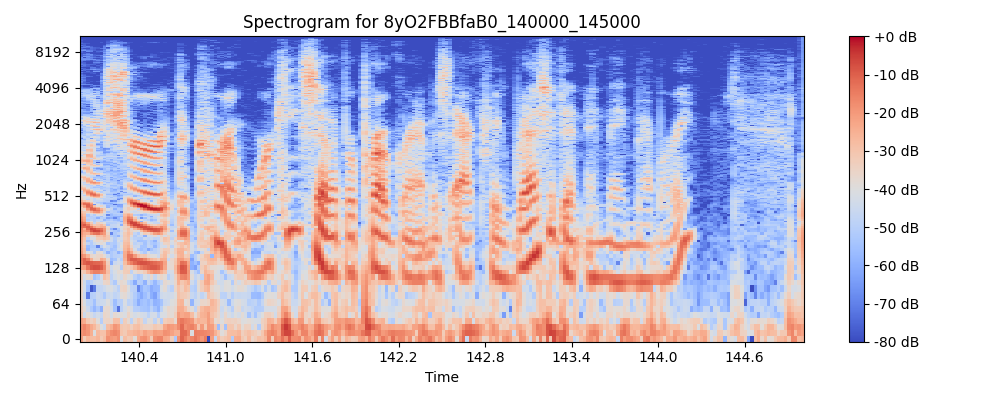 Spectrogram for 8yO2FBBfaB0_140000_145000
Hz
8192
4096
2048
1024
512
256
128
64
0
140.4 141.0 141.6 142.2 142.8 143.4 144.0 144.6
Time
+0 dB
-10 dB
-20 dB
-30 dB
-40 dB
-50 dB
-60 dB
-70 dB
-80 dB